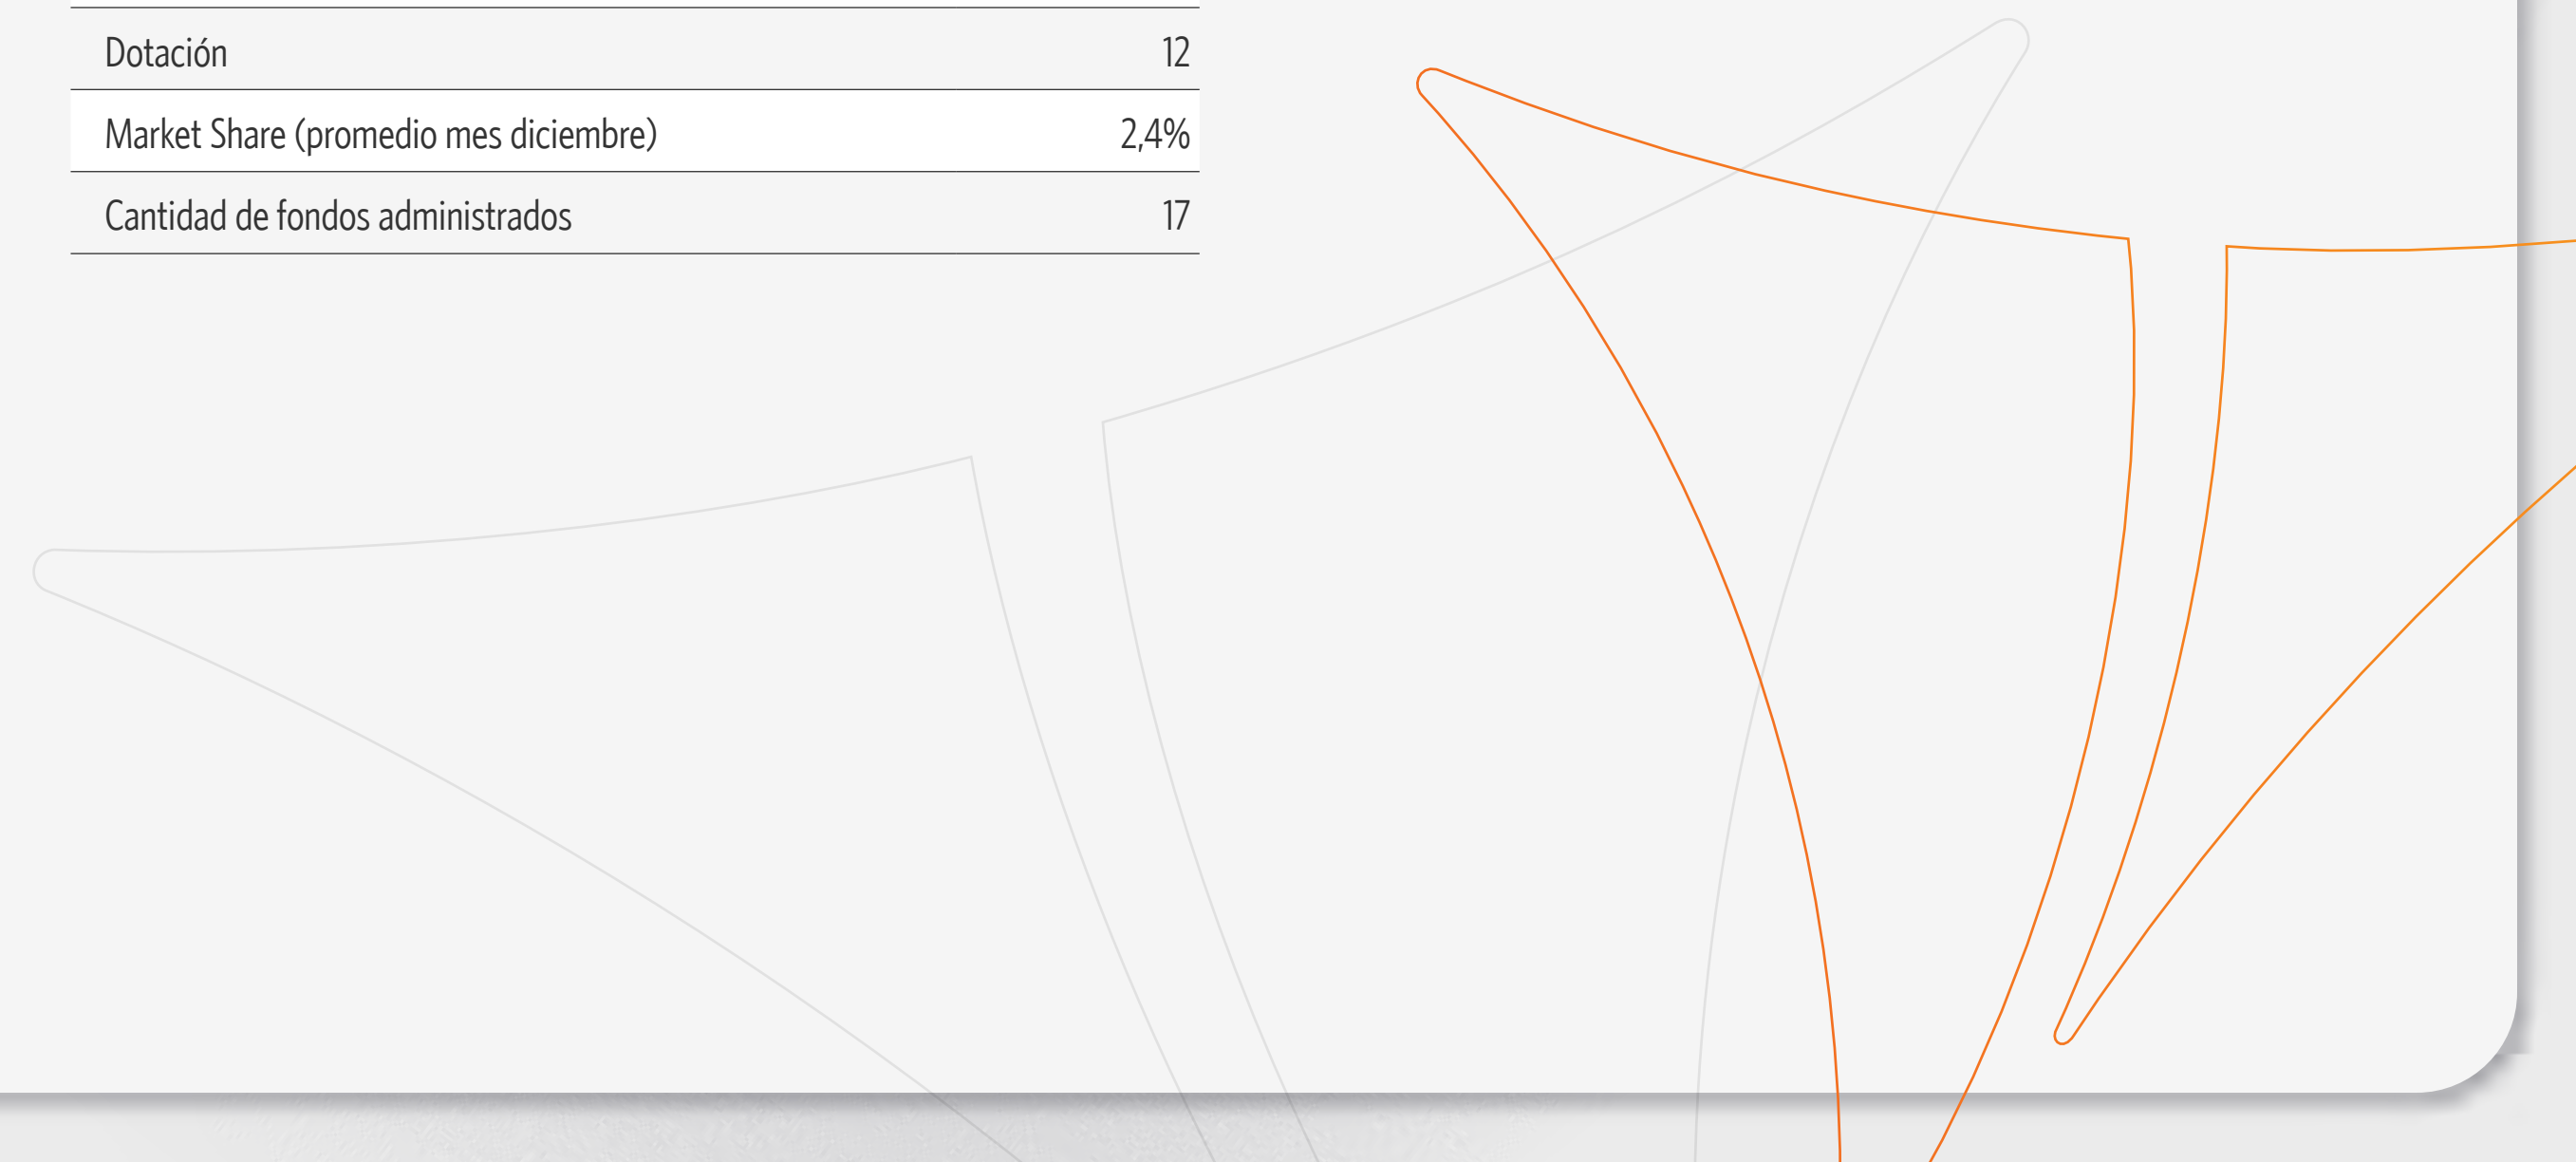 Dotación 12
Market Share (promedio mes diciembre) 2,4%
Cantidad de fondos administrados 17